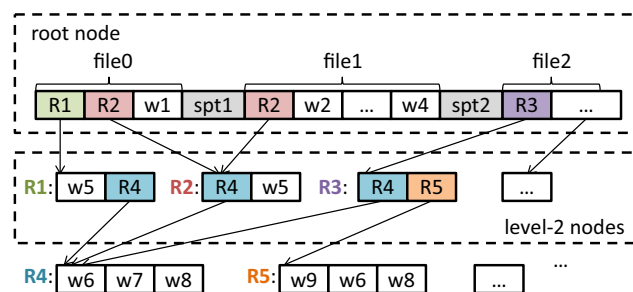 root node
file0 file1 file2
R1 R2 w1 spt1 R2 w2 ... w4 spt2 R3 ...
R1: w5 R4 R2: R4 w5 R3: R4 R5 ...
level-2 nodes
...
R4: w6 w7 w8 R5: w9 w6 w8 ...